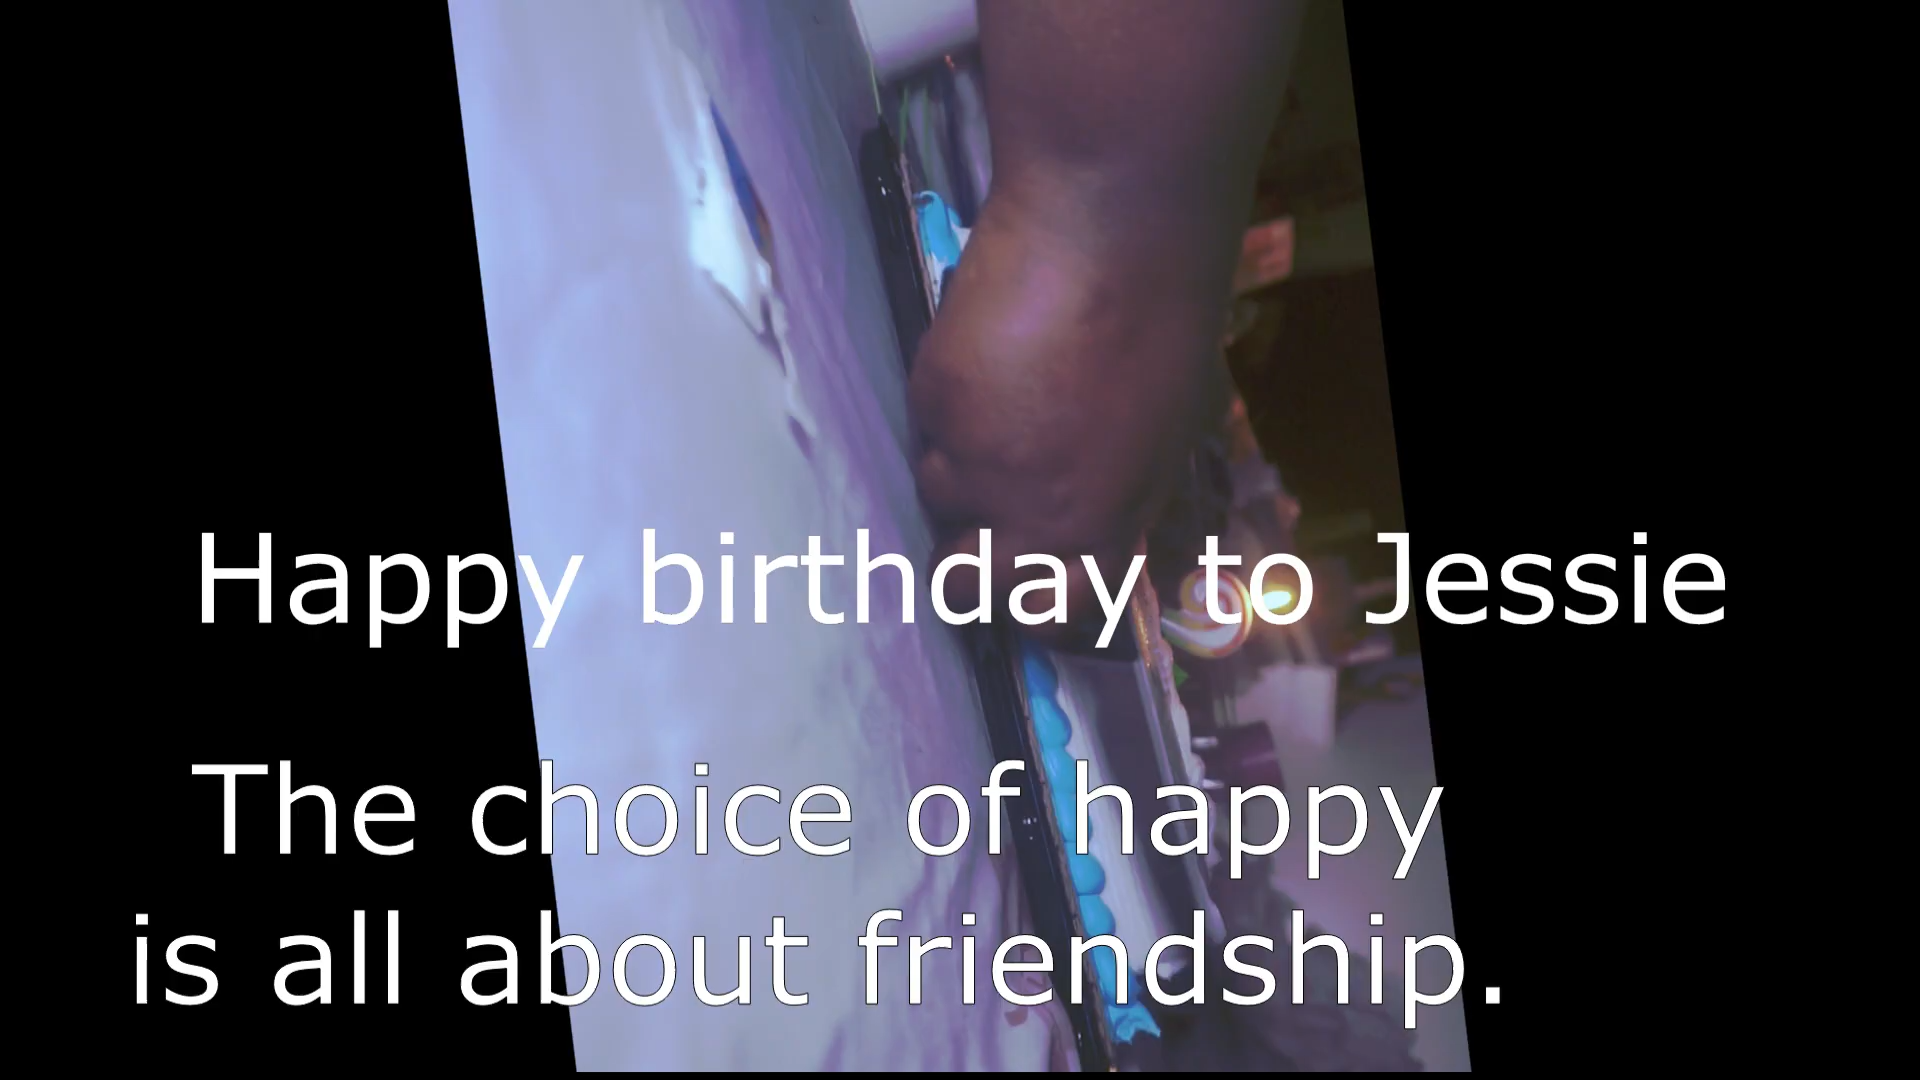 Happy birthday to Jessie
The choice of happy
is all about friendship.